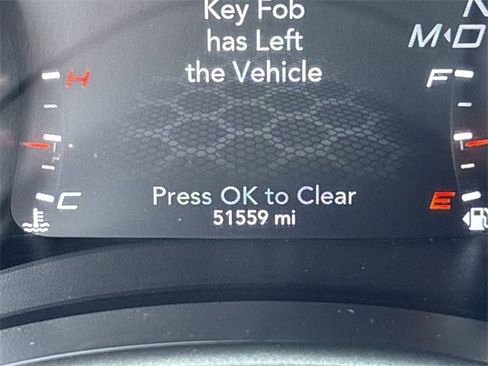 Key Fob
has Left
the Vehicle
M D
H
F
C
E
Press OK to Clear
51559 mi